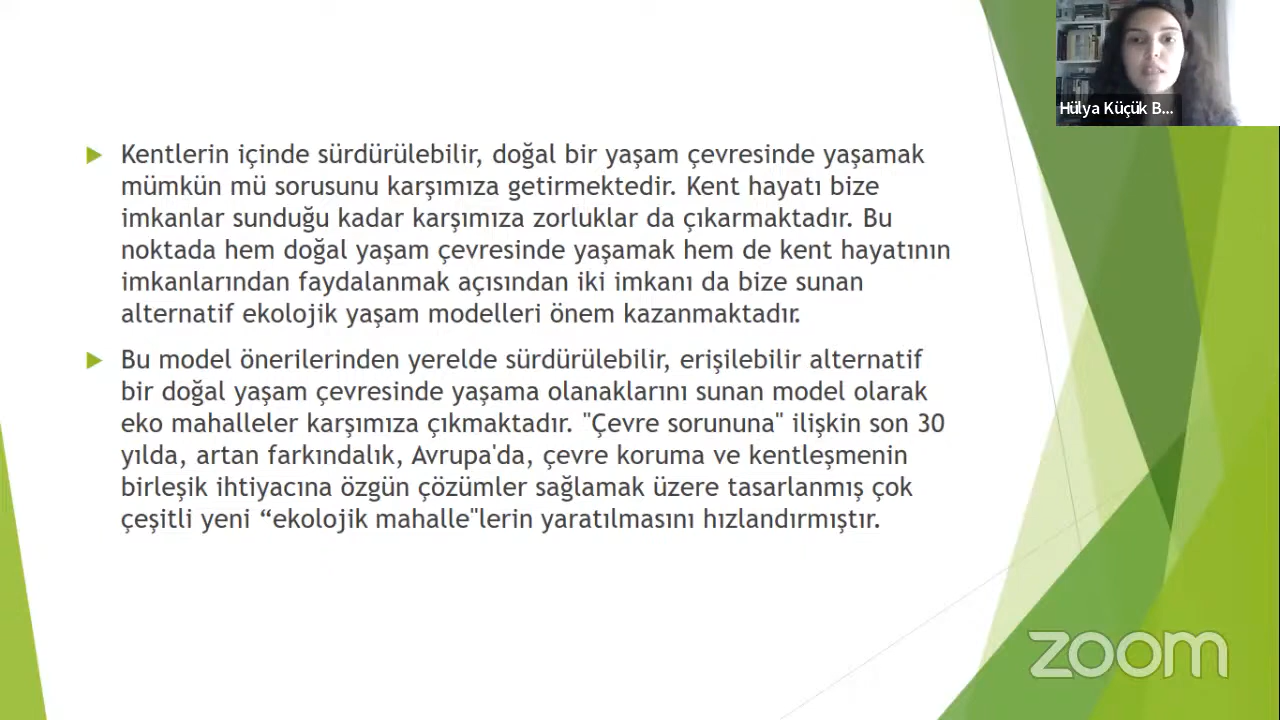 Hülya Küçük B...
Kentlerin içinde sürdürülebilir, doğal bir yaşam çevresinde yaşamak
mümkün mü sorusunu karşımıza getirmektedir. Kent hayatı bize
imkanlar sunduğu kadar karşımıza zorluklar da çıkarmaktadır. Bu
noktada hem doğal yaşam çevresinde yaşamak hem de kent hayatının
imkanlarından faydalanmak açısından iki imkanı da bize sunan
alternatif ekolojik yaşam modelleri önem kazanmaktadır.
Bu model önerilerinden yerelde sürdürülebilir, erişilebilir alternatif
bir doğal yaşam çevresinde yaşama olanaklarını sunan model olarak
eko mahalleler karşımıza çıkmaktadır. "Çevre sorununa" ilişkin son 30
yılda, artan farkındalık, Avrupa'da, çevre koruma ve kentleşmenin
birleşik ihtiyacına özgün çözümler sağlamak üzere tasarlanmış çok
çeşitli yeni “ekolojik mahalle"lerin yaratılmasını hızlandırmıştır.
zoom